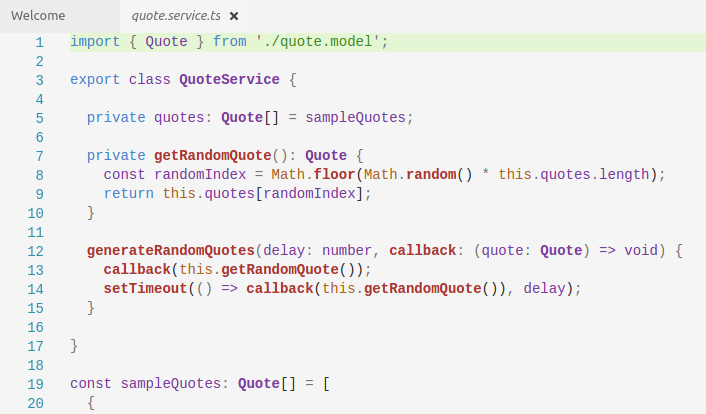 Welcome quote.service.ts ×
1 import { Quote } from './quote.model';
2
3 export class QuoteService {
4
5   private quotes: Quote[] = sampleQuotes;
6
7   private getRandomQuote(): Quote {
8     const randomIndex = Math.floor(Math.random() * this.quotes.length);
9     return this.quotes[randomIndex];
10   }
11
12   generateRandomQuotes(delay: number, callback: (quote: Quote) => void) {
13     callback(this.getRandomQuote());
14     setTimeout(() => callback(this.getRandomQuote()), delay);
15   }
16
17 }
18
19 const sampleQuotes: Quote[] = [
20   {